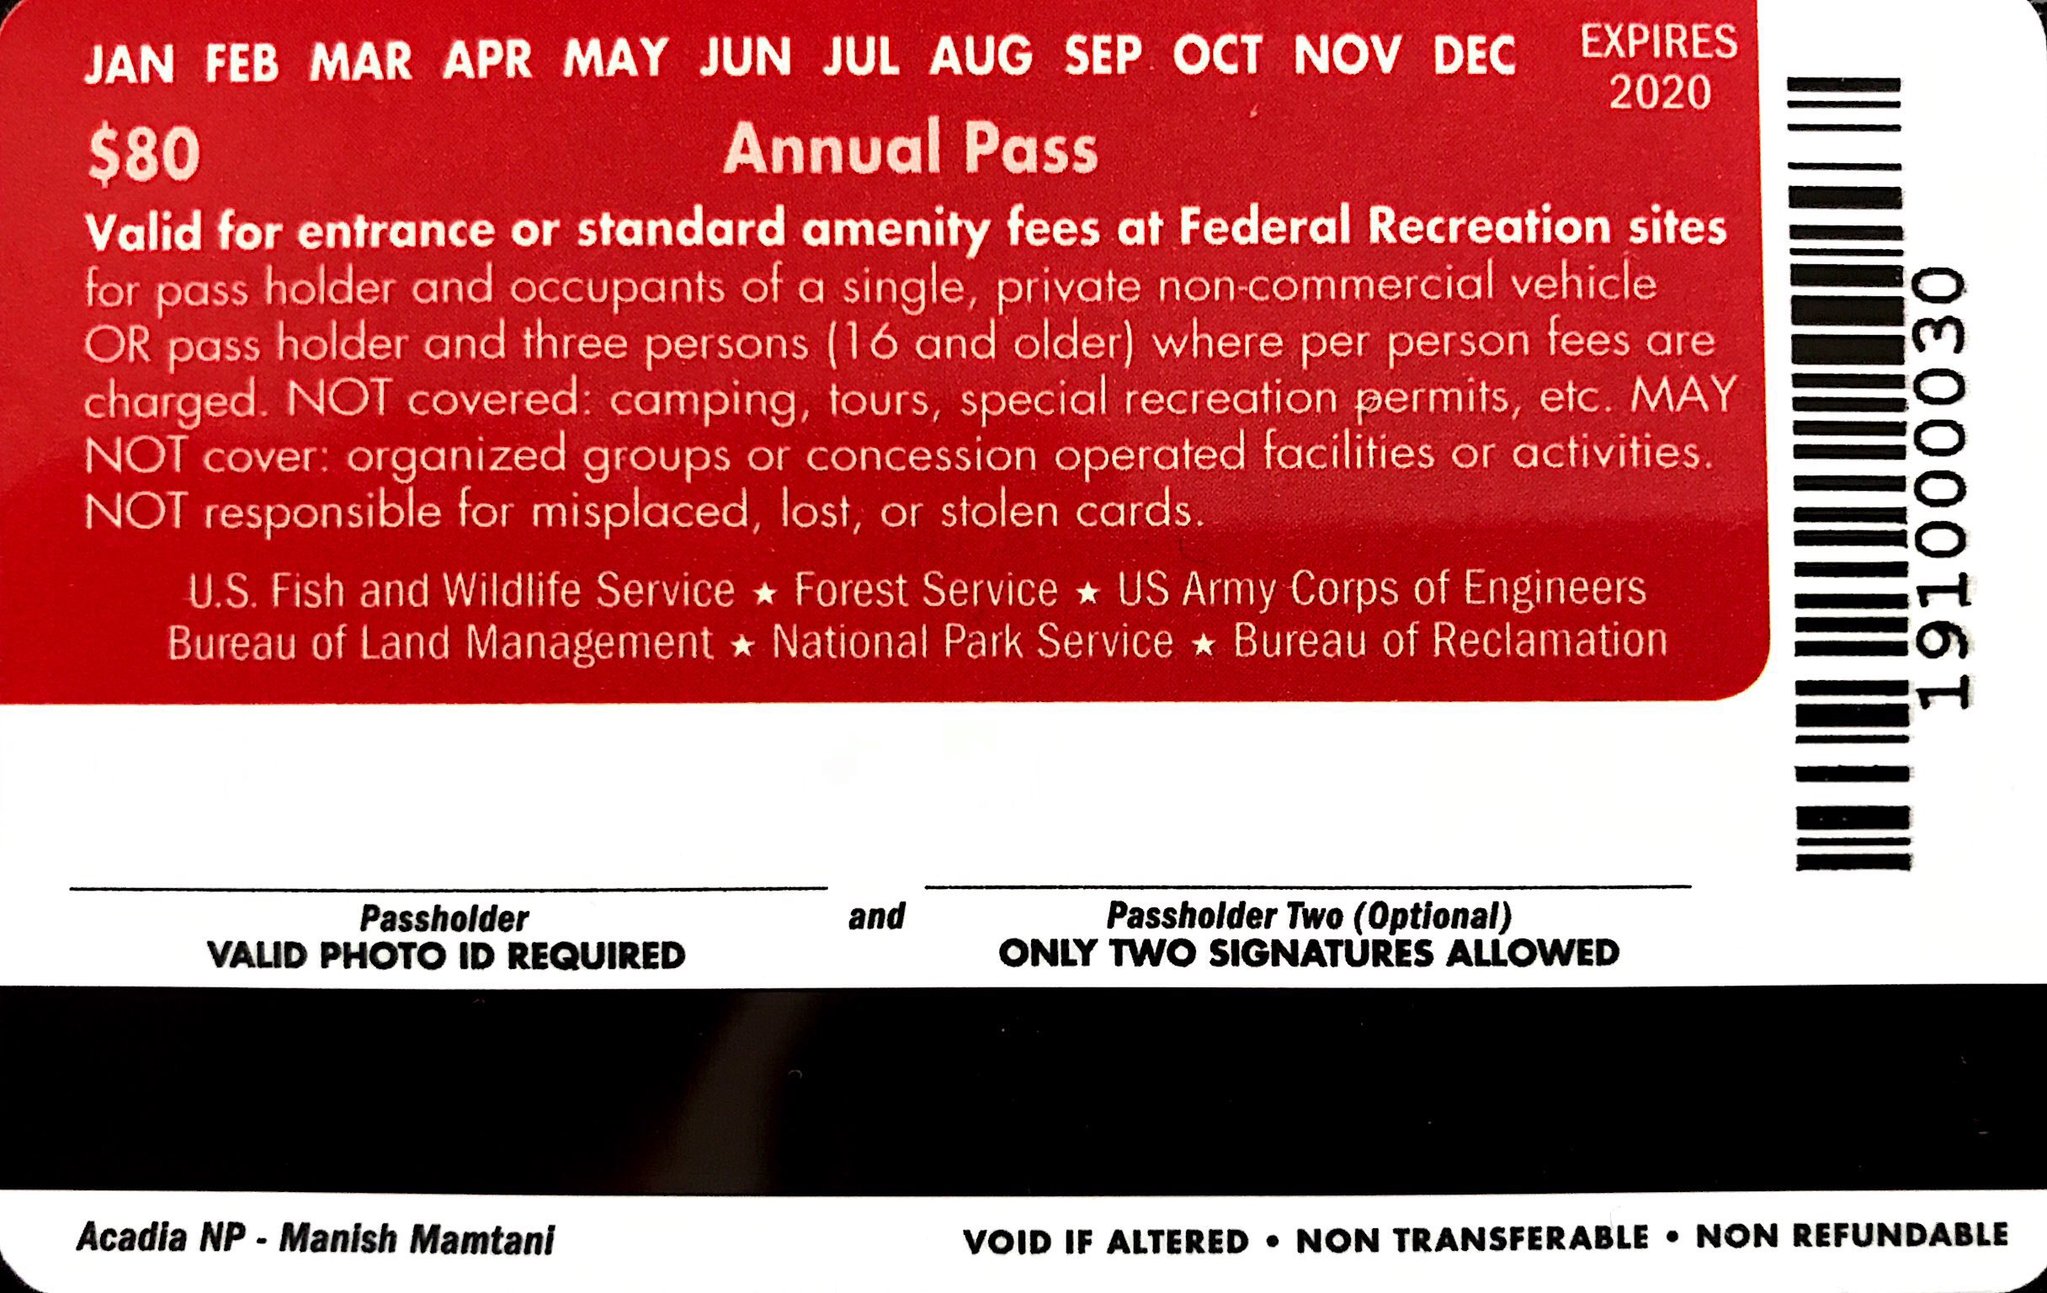 JAN FEB MAR APR MAY JUN JUL AUG SEP OCT NOV DEC
EXPIRES
2020
$80
Annual Pass
Valid for entrance or standard amenity fees at Federal Recreation sites
for pass holder and occupants of a single, private non-commercial vehicle
OR pass holder and three persons (16 and older) where per person fees are
charged. NOT covered: camping, tours, special recreation permits, etc. MAY
NOT cover: organized groups or concession operated facilities or activities.
NOT responsible for misplaced, lost, or stolen cards.
U.S. Fish and Wildlife Service ★ Forest Service ★ US Army Corps of Engineers
Bureau of Land Management ★ National Park Service ★ Bureau of Reclamation
191000030
Passholder
VALID PHOTO ID REQUIRED
and
Passholder Two (Optional)
ONLY TWO SIGNATURES ALLOWED
Acadia NP - Manish Mamtani
VOID IF ALTERED • NON TRANSFERABLE • NON REFUNDABLE